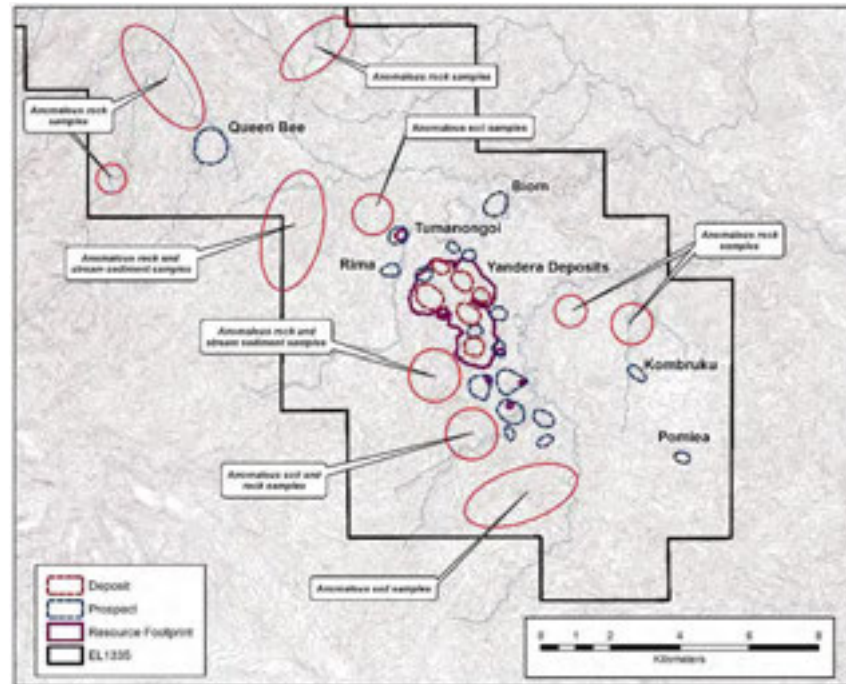 Anomalous rock samples
Anomalous rock
samples
Queen Bee
Anomalous soil samples
Biom
Anomalous rock
samples
Tumanongoi
Anomalous rock and
stream sediment samples
Rima
Yandera Deposits
Anomalous rock and
stream sediment samples
Kombruku
Pomiea
Anomalous soil and
rock samples
Anomalous soil samples
Deposit
Prospect
Resource Footprint
EL1335
0 1 2 4 6 8
Kilometers